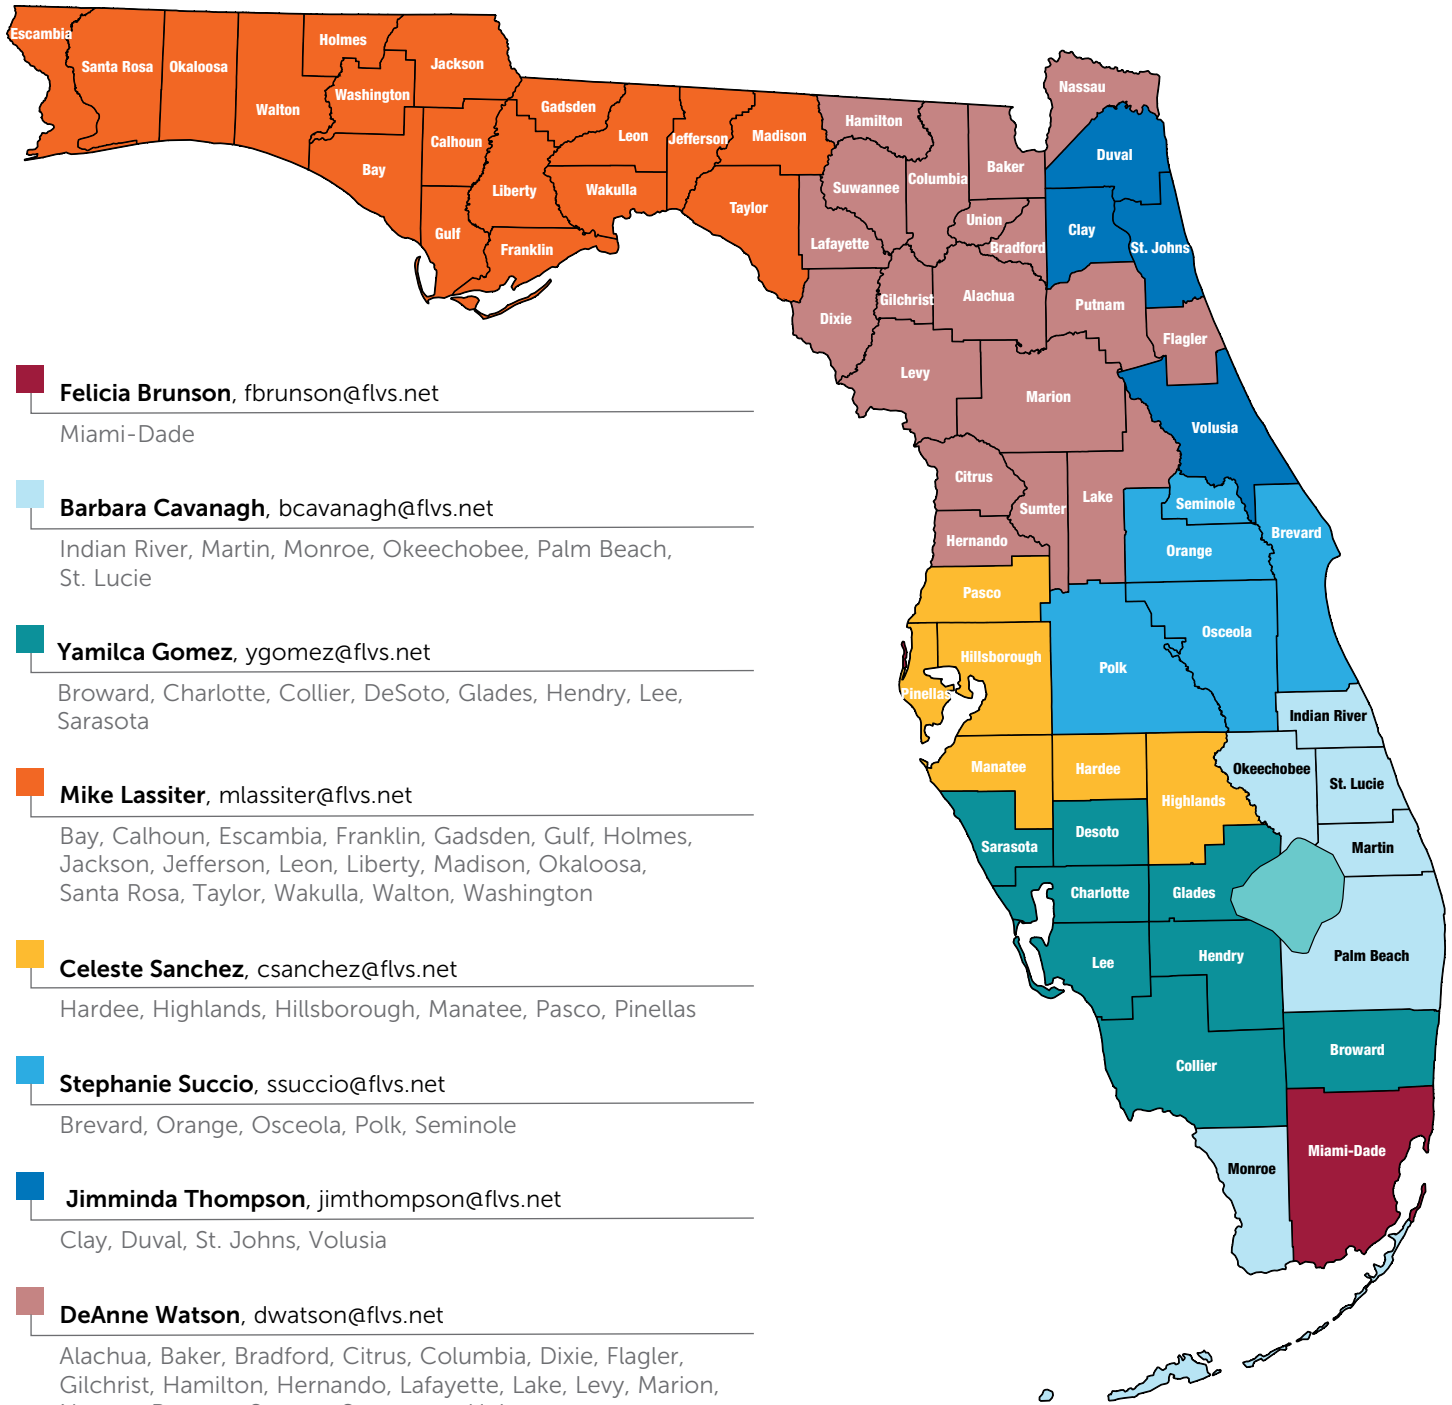 Escambia
Santa Rosa
Okaloosa
Walton
Holmes
Washington
Jackson
Bay
Calhoun
Gulf
Liberty
Franklin
Gadsden
Leon
Wakulla
Jefferson
Madison
Taylor
Hamilton
Suwannee
Lafayette
Columbia
Baker
Union
Bradford
Nassau
Duval
Clay
St. Johns
Dixie
Gilchrist
Alachua
Putnam
Flagler
Levy
Marion
Volusia
Citrus
Sumter
Lake
Hernando
Seminole
Orange
Brevard
Pasco
Hillsborough
Pinellas
Polk
Osceola
Indian River
Manatee
Hardee
Highlands
Okeechobee
St. Lucie
Sarasota
Desoto
Martin
Charlotte
Glades
Lee
Hendry
Palm Beach
Collier
Broward
Monroe
Miami-Dade
Felicia Brunson, fbrunson@flvs.net
Miami-Dade
Barbara Cavanagh, bcavanagh@flvs.net
Indian River, Martin, Monroe, Okeechobee, Palm Beach,
St. Lucie
Yamilca Gomez, ygomez@flvs.net
Broward, Charlotte, Collier, DeSoto, Glades, Hendry, Lee,
Sarasota
Mike Lassiter, mlassiter@flvs.net
Bay, Calhoun, Escambia, Franklin, Gadsden, Gulf, Holmes,
Jackson, Jefferson, Leon, Liberty, Madison, Okaloosa,
Santa Rosa, Taylor, Wakulla, Walton, Washington
Celeste Sanchez, csanchez@flvs.net
Hardee, Highlands, Hillsborough, Manatee, Pasco, Pinellas
Stephanie Succio, ssuccio@flvs.net
Brevard, Orange, Osceola, Polk, Seminole
Jimminda Thompson, jimthompson@flvs.net
Clay, Duval, St. Johns, Volusia
DeAnne Watson, dwatson@flvs.net
Alachua, Baker, Bradford, Citrus, Columbia, Dixie, Flagler,
Gilchrist, Hamilton, Hernando, Lafayette, Lake, Levy, Marion,